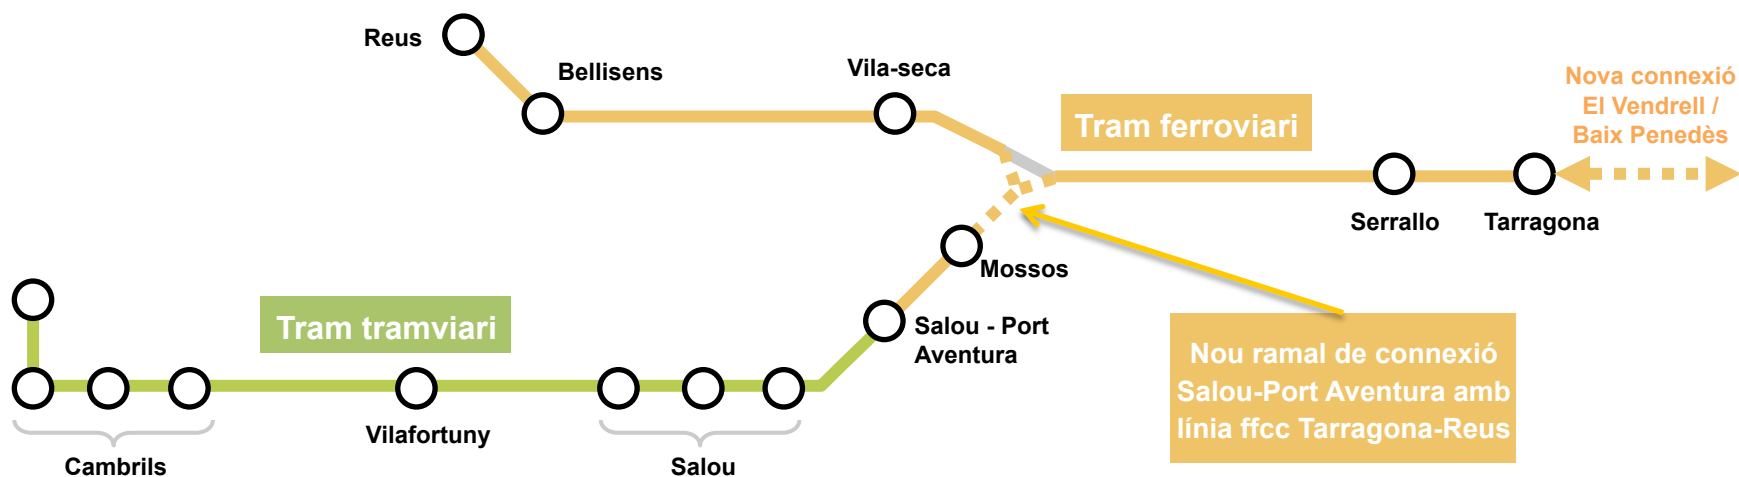 Reus
Bellisens
Vila-seca
Tram ferroviari
Nova connexió
El Vendrell /
Baix Penedès
Serrallo
Tarragona
Mossos
Tram tramviari
Salou - Port
Aventura
Nou ramal de connexió
Salou-Port Aventura amb
línia ffcc Tarragona-Reus
Vilafortuny
Cambrils
Salou